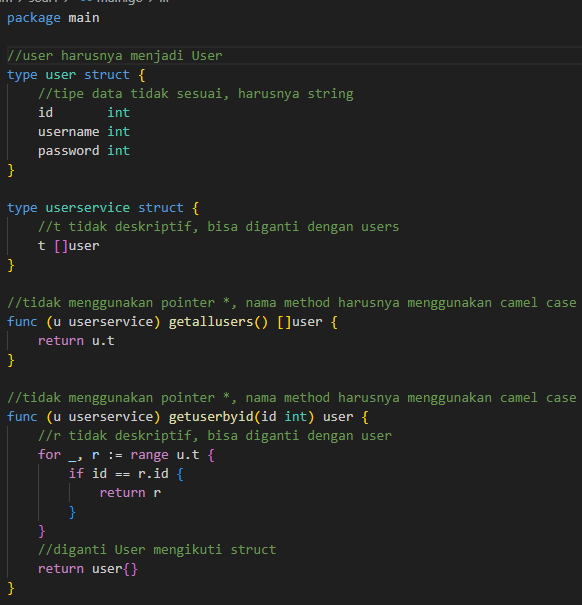 package main
//user harusnya menjadi User
type user struct {
//tipe data tidak sesuai, harusnya string
id int
username int
password int
}
type userservice struct {
//t tidak deskriptif, bisa diganti dengan users
t []user
}
//tidak menggunakan pointer *, nama method harusnya menggunakan camel case
func (u userservice) getallusers() []user {
return u.t
}
//tidak menggunakan pointer *, nama method harusnya menggunakan camel case
func (u userservice) getuserbyid(id int) user {
//r tidak deskriptif, bisa diganti dengan user
for _, r := range u.t {
if id == r.id {
return r
}
}
//diganti User mengikuti struct
return user{}
}